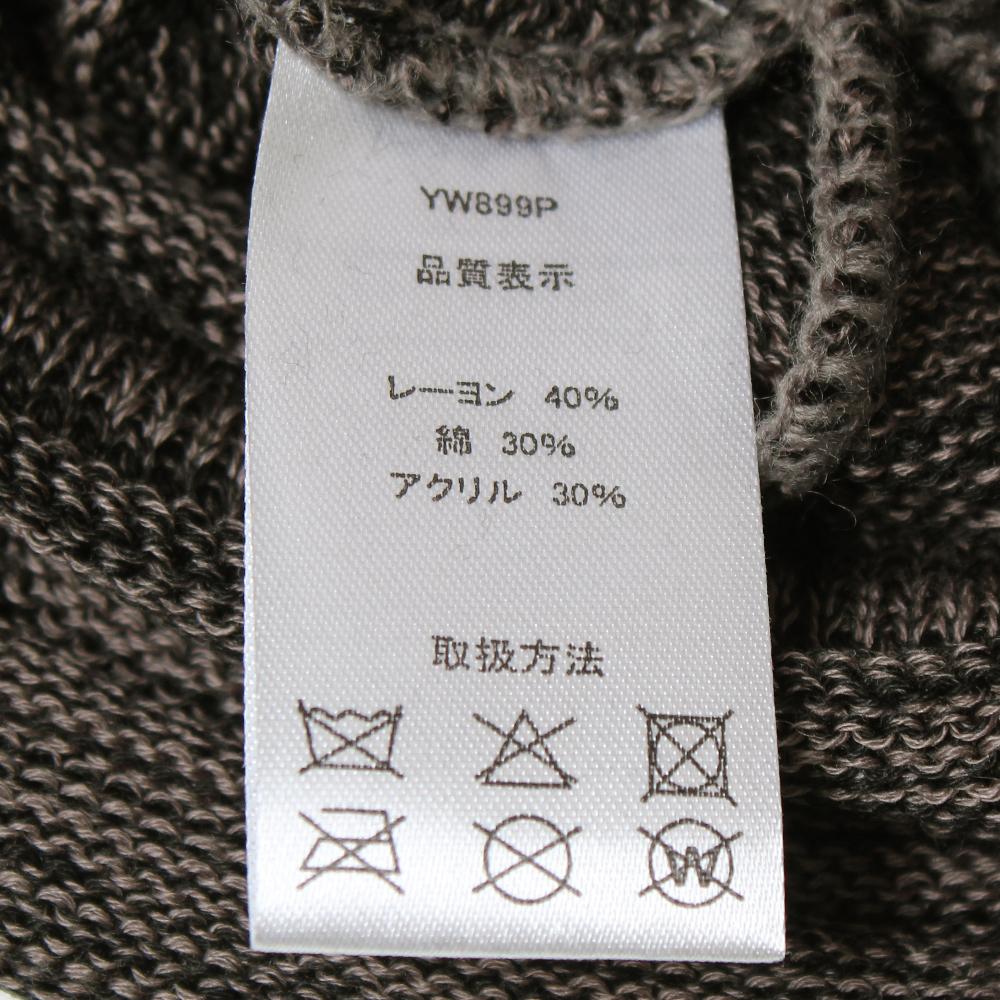 YW899P
品質表示
レーヨン 40%
綿 30%
アクリル 30%
取扱方法
W